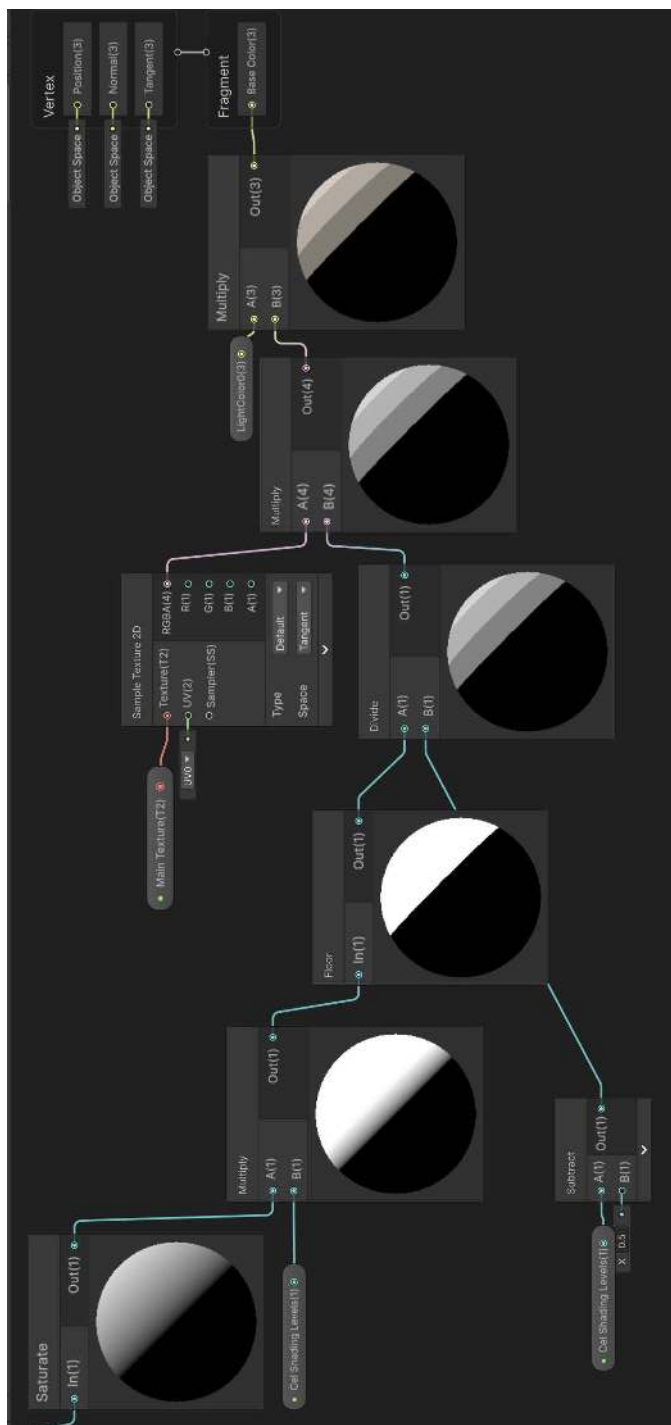 Saturate
In(1)
Out(1)
Multiply
A(1)
B(1)
Out(1)
Cel Shading Levels(1)
Floor
In(1)
Out(1)
Cel Shading Levels(1)
Subtract
A(1)
B(1)
Out(1)
X 0.5
Divide
A(1)
B(1)
Out(1)
Main Texture(T2)
Sample Texture 2D
Texture(T2)
UV(2)
Sampler(SS)
UV0
RGBA(4)
R(1)
G(1)
B(1)
A(1)
Type Default
Space Tangent
Multiply
A(4)
B(4)
Out(4)
LightColor0(3)
Multiply
A(3)
B(3)
Out(3)
Vertex
Object Space
Position(3)
Object Space
Normal(3)
Object Space
Tangent(3)
Fragment
Base Color(3)